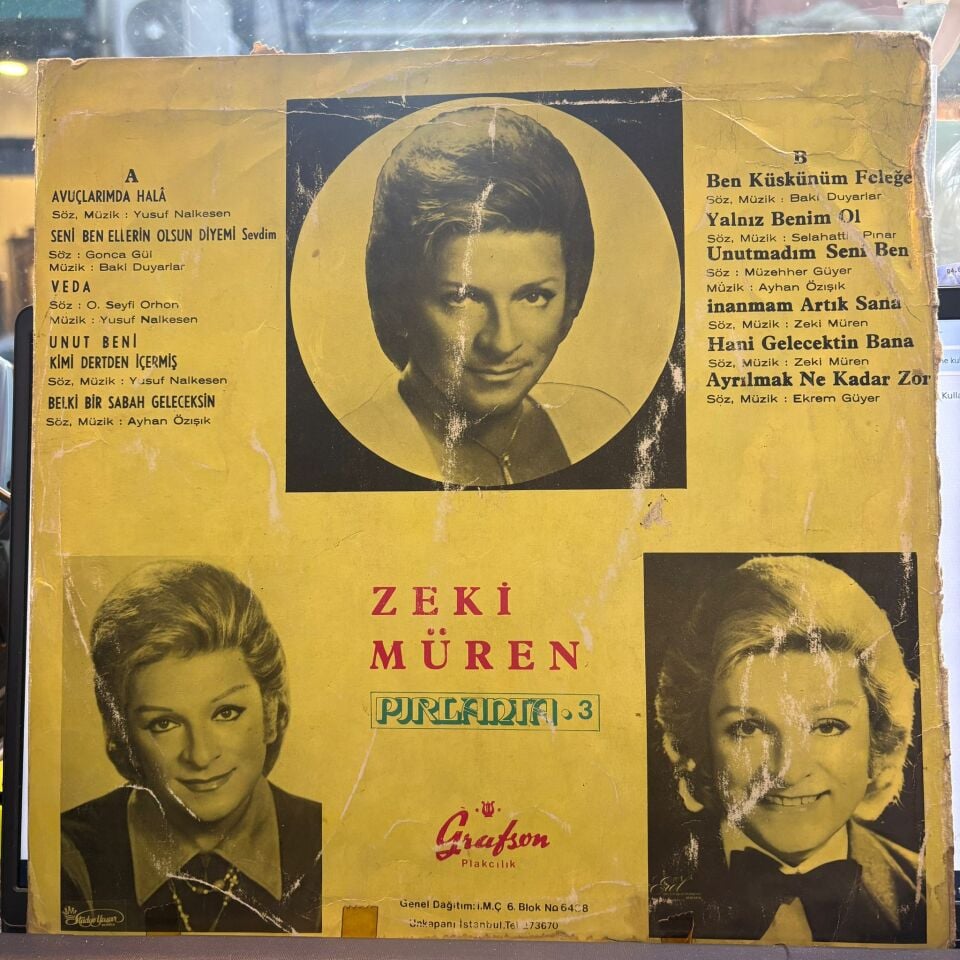 A
AVUÇLARIMDA HALÂ
Söz, Müzik : Yusuf Nalkesen
SENİ BEN ELLERİN OLSUN DİYEMİ Sevdim
Söz : Gonca Gül
Müzik : Baki Duyarlar
VEDA
Söz : O. Seyfi Orhon
Müzik : Yusuf Nalkesen
UNUT BENİ
KİMİ DERTDEN İÇERMİŞ
Söz, Müzik : Yusuf Nalkesen
BELKİ BİR SABAH GELECEKSİN
Söz, Müzik : Ayhan Özışık
B
Ben Küskünüm Feleğe
Söz, Müzik : Baki Duyarlar
Yalnız Benim Ol
Söz, Müzik : Selahattin Pınar
Unutmadım Seni Ben
Söz : Müzehher Güyer
Müzik : Ayhan Özışık
inanmam Artık Sana
Söz, Müzik : Zeki Müren
Hani Gelecektin Bana
Söz, Müzik : Zeki Müren
Ayrılmak Ne Kadar Zor
Söz, Müzik : Ekrem Güyer
ZEKİ
MÜREN
PIRLANTA . 3
Grafson
Plakcılık
Genel Dağıtım: İ.M.Ç 6. Blok No
Unkapanı İstanbul. Tel
Stüdyo Yaşar